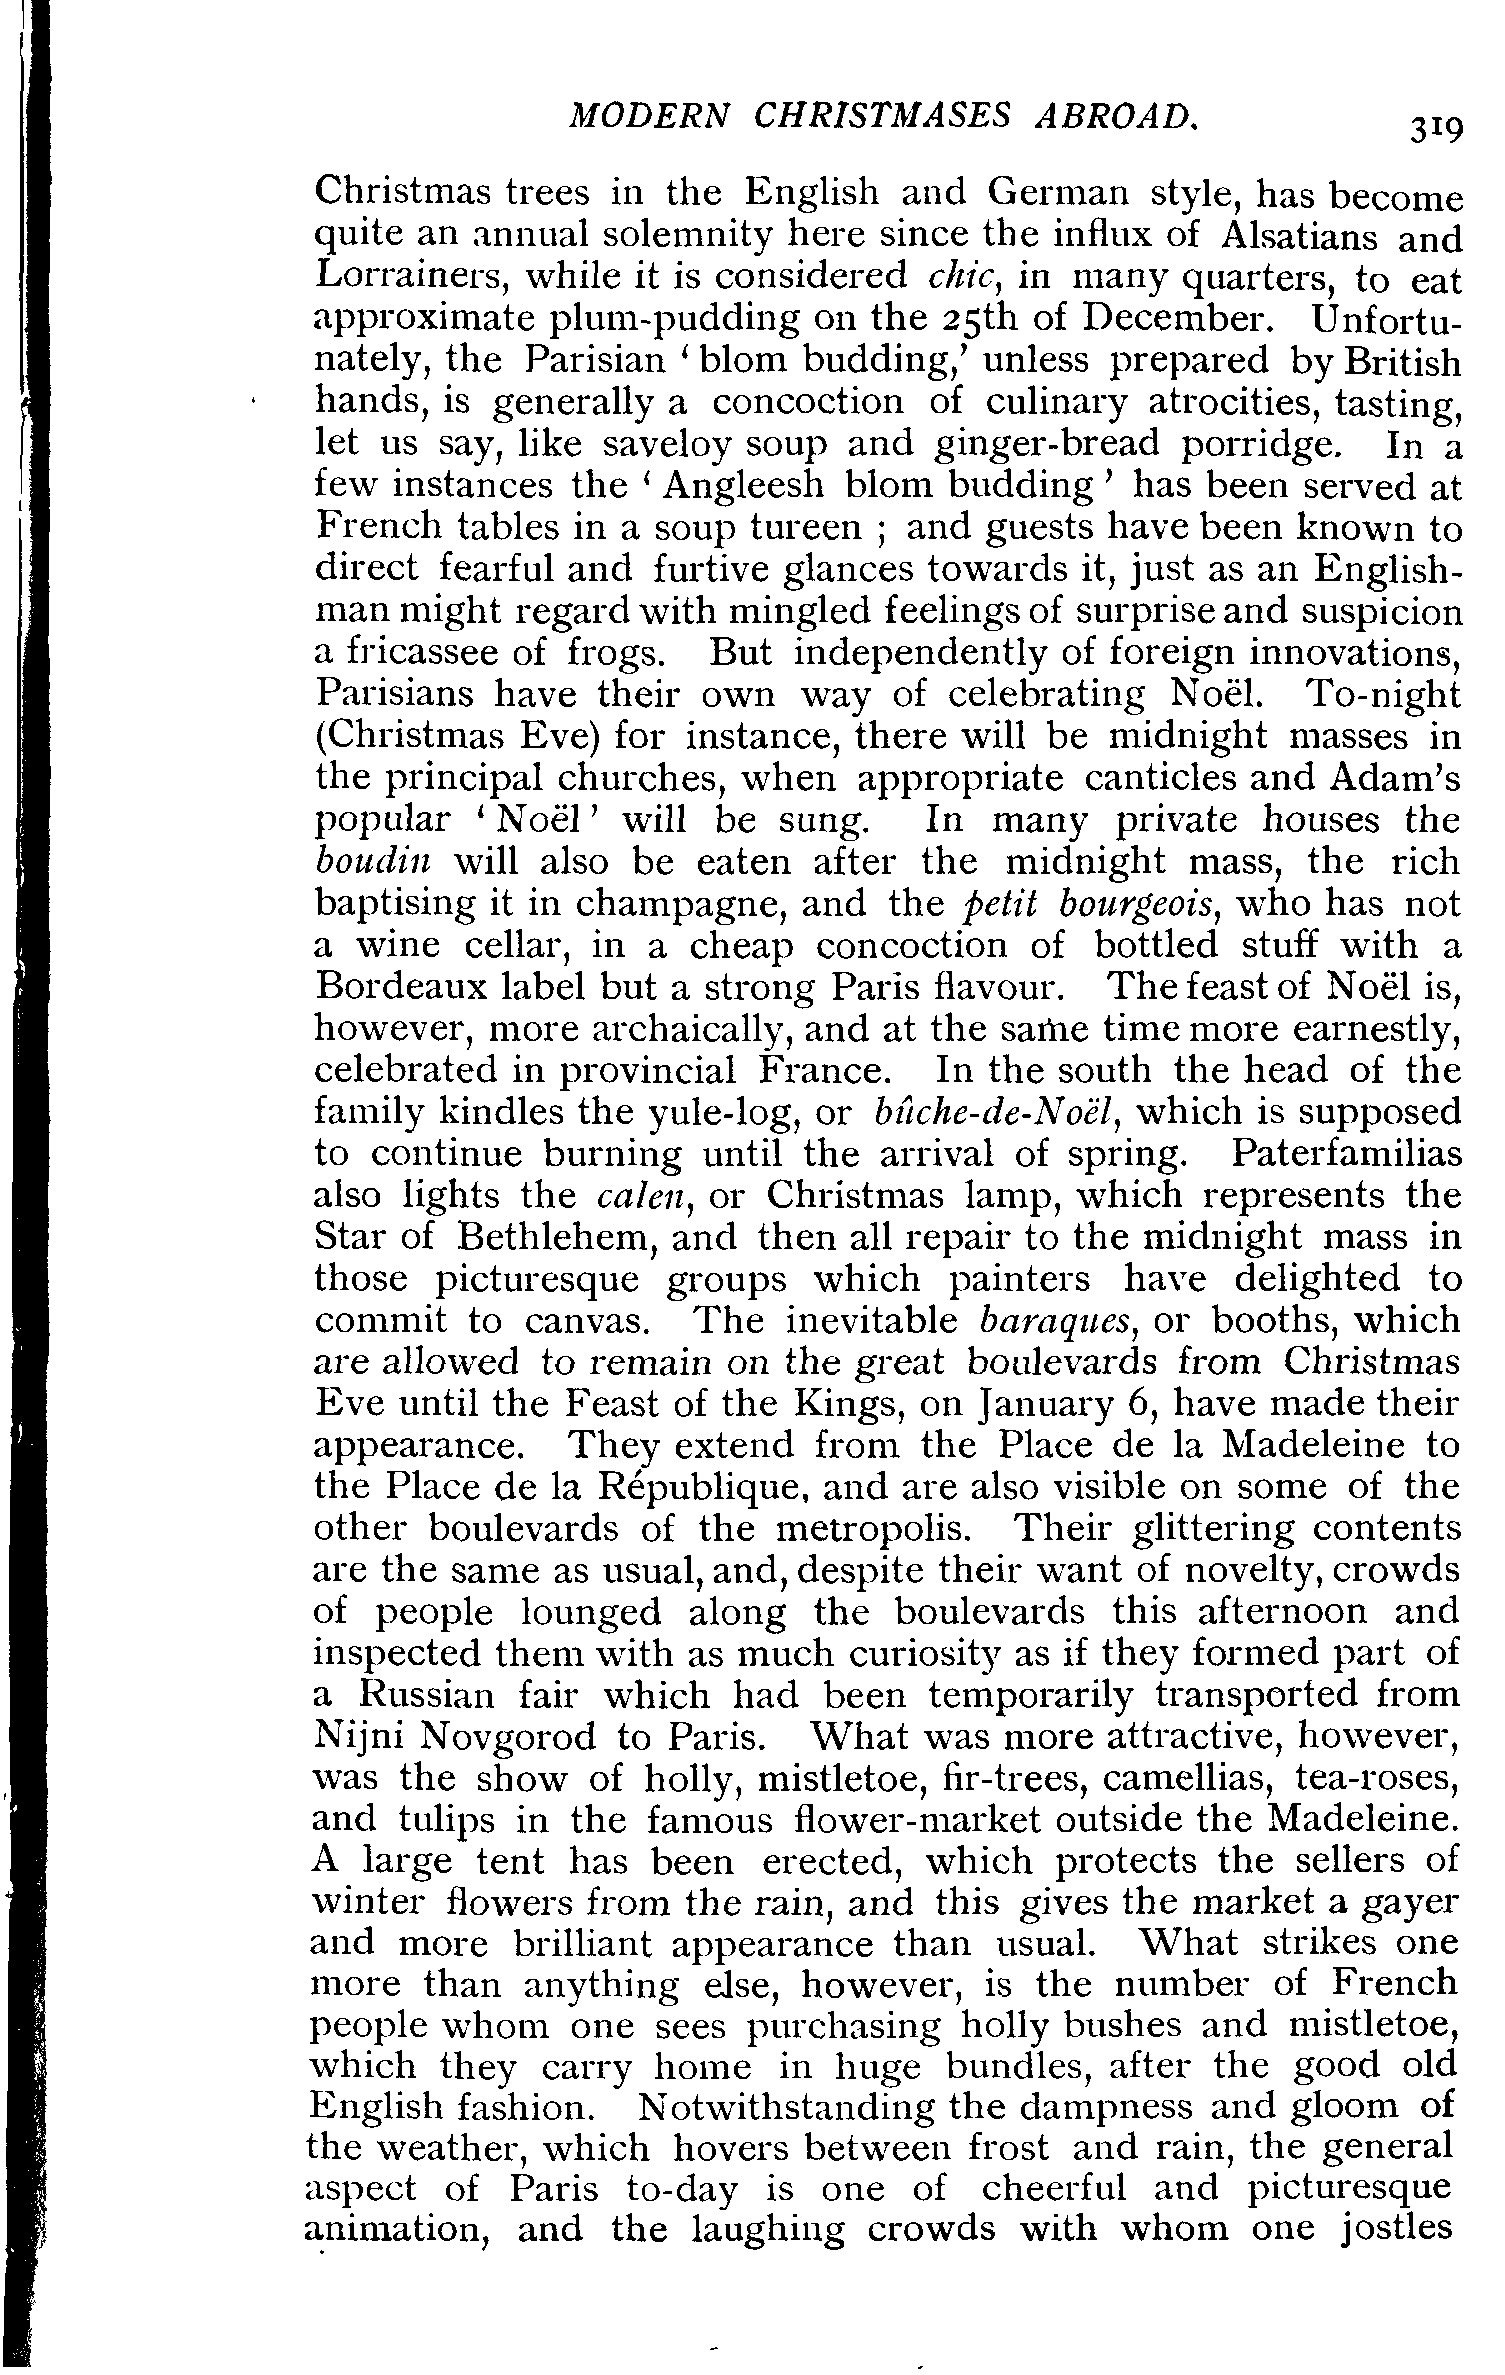 MODERN CHRISTMASES ABROAD. 319
Christmas trees in the English and German style, has become
quite an annual solemnity here since the influx of Alsatians and
Lorrainers, while it is considered chic, in many quarters, to eat
approximate plum-pudding on the 25th of December. Unfortu-
nately, the Parisian ‘ blom budding,’ unless prepared by British
hands, is generally a concoction of culinary atrocities, tasting,
let us say, like saveloy soup and ginger-bread porridge. In a
few instances the ‘ Angleesh blom budding ’ has been served at
French tables in a soup tureen ; and guests have been known to
direct fearful and furtive glances towards it, just as an English-
man might regard with mingled feelings of surprise and suspicion
a fricassee of frogs. But independently of foreign innovations,
Parisians have their own way of celebrating Noël. To-night
(Christmas Eve) for instance, there will be midnight masses in
the principal churches, when appropriate canticles and Adam’s
popular ‘ Noël ’ will be sung. In many private houses the
boudin will also be eaten after the midnight mass, the rich
baptising it in champagne, and the petit bourgeois, who has not
a wine cellar, in a cheap concoction of bottled stuff with a
Bordeaux label but a strong Paris flavour. The feast of Noël is,
however, more archaically, and at the same time more earnestly,
celebrated in provincial France. In the south the head of the
family kindles the yule-log, or bûche-de-Noël, which is supposed
to continue burning until the arrival of spring. Paterfamilias
also lights the calen, or Christmas lamp, which represents the
Star of Bethlehem, and then all repair to the midnight mass in
those picturesque groups which painters have delighted to
commit to canvas. The inevitable baraques, or booths, which
are allowed to remain on the great boulevards from Christmas
Eve until the Feast of the Kings, on January 6, have made their
appearance. They extend from the Place de la Madeleine to
the Place de la République, and are also visible on some of the
other boulevards of the metropolis. Their glittering contents
are the same as usual, and, despite their want of novelty, crowds
of people lounged along the boulevards this afternoon and
inspected them with as much curiosity as if they formed part of
a Russian fair which had been temporarily transported from
Nijni Novgorod to Paris. What was more attractive, however,
was the show of holly, mistletoe, fir-trees, camellias, tea-roses,
and tulips in the famous flower-market outside the Madeleine.
A large tent has been erected, which protects the sellers of
winter flowers from the rain, and this gives the market a gayer
and more brilliant appearance than usual. What strikes one
more than anything else, however, is the number of French
people whom one sees purchasing holly bushes and mistletoe,
which they carry home in huge bundles, after the good old
English fashion. Notwithstanding the dampness and gloom of
the weather, which hovers between frost and rain, the general
aspect of Paris to-day is one of cheerful and picturesque
animation, and the laughing crowds with whom one jostles